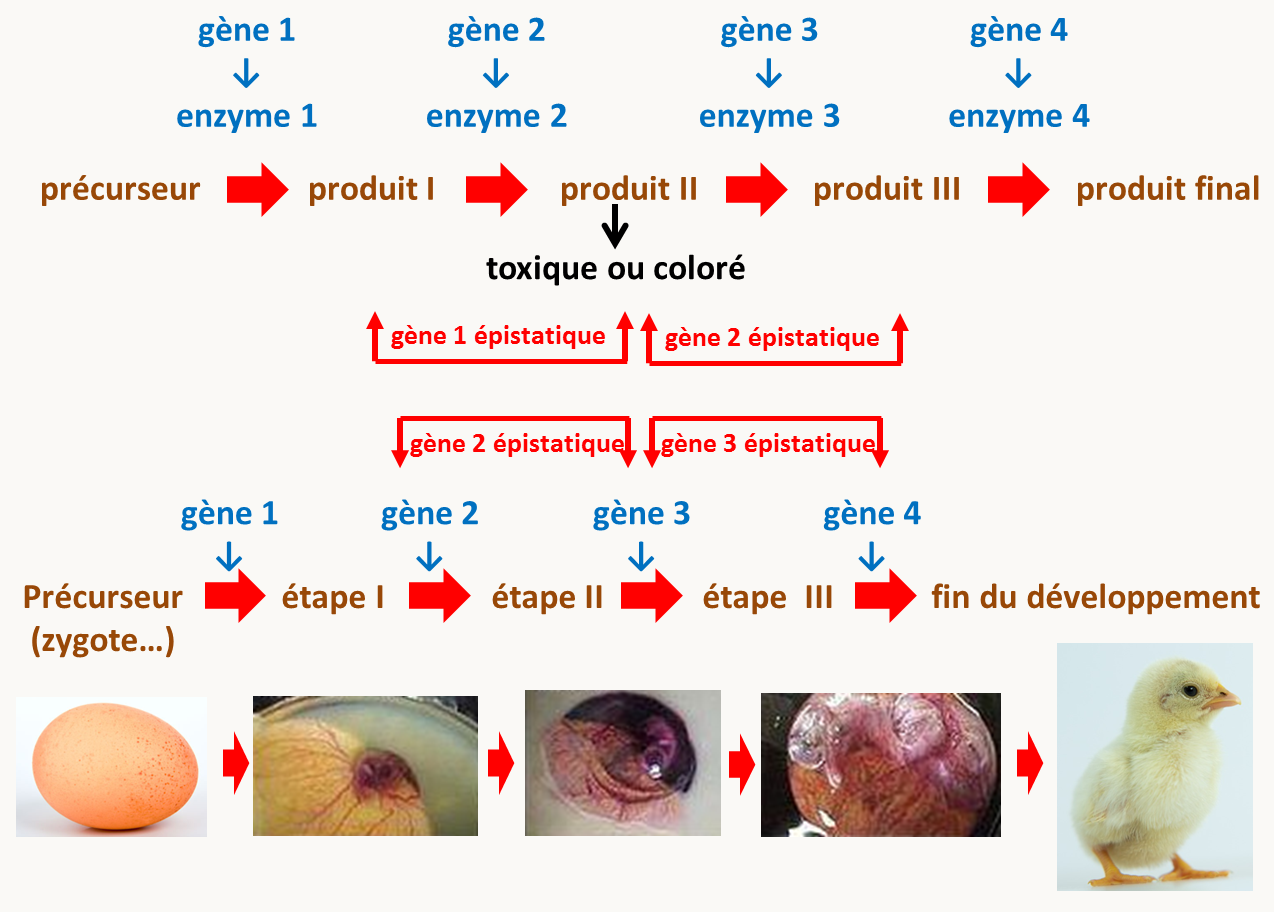 gène 1 gène 2 gène 3 gène 4
enzyme 1 enzyme 2 enzyme 3 enzyme 4
précurseur produit I produit II produit III produit final
toxique ou coloré
gène 1 épistatique gène 2 épistatique
gène 2 épistatique gène 3 épistatique
gène 1 gène 2 gène 3 gène 4
Précurseur étape I étape II étape III fin du développement
(zygote...)